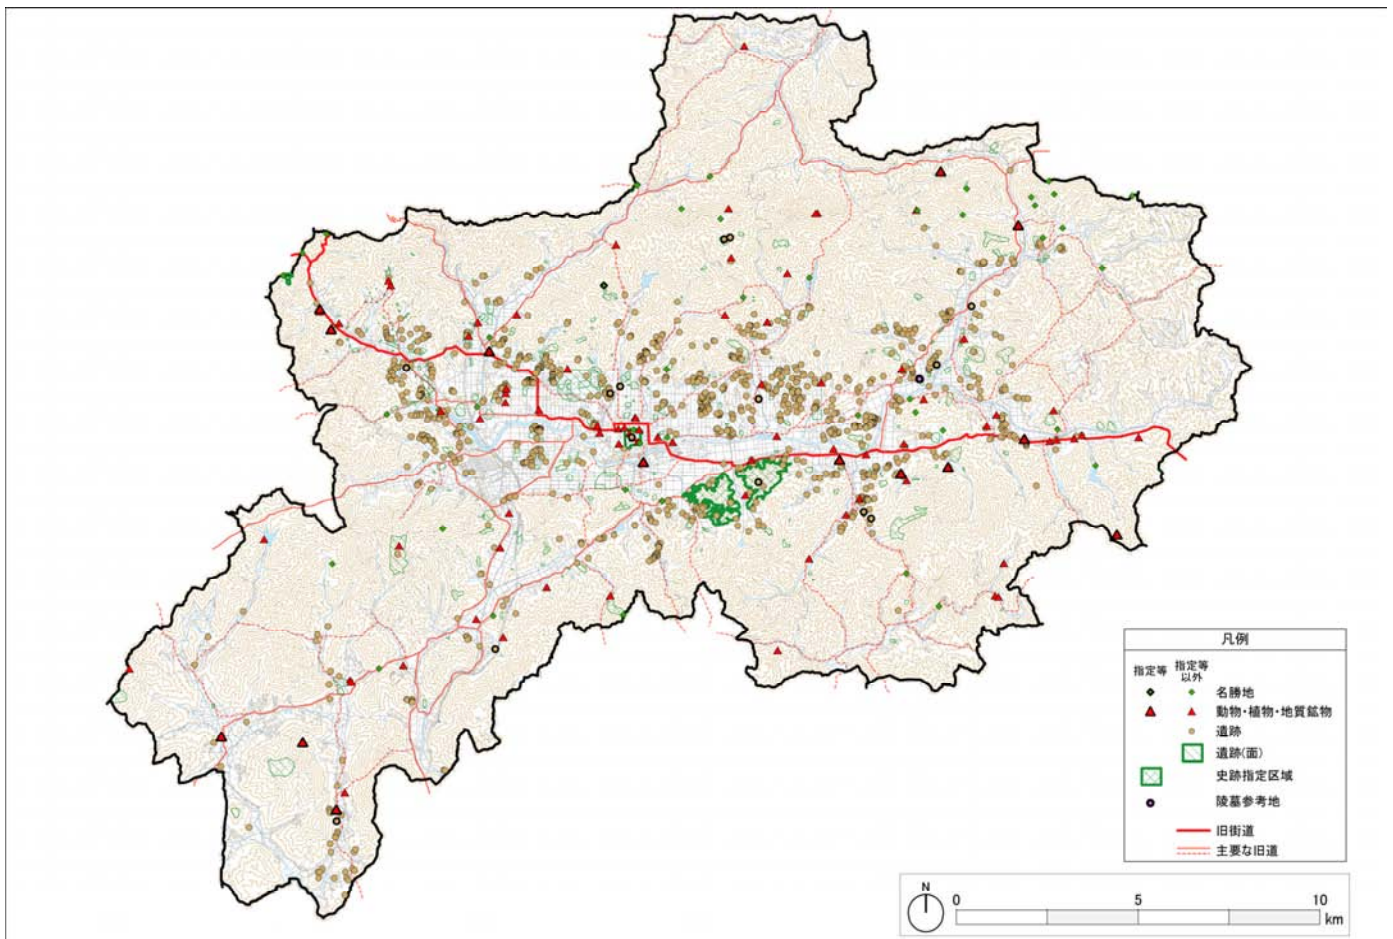 凡例
指定等 指定等以外
名勝地
動物・植物・地質鉱物
遺跡
遺跡(面)
史跡指定区域
陵墓参考地
旧街道
主要な旧道
N
0 5 10
km